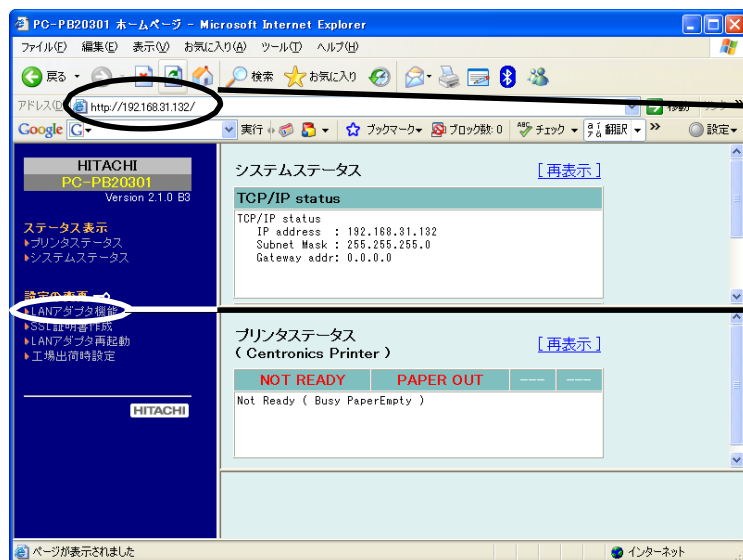 PC-PB20301 ホームページ - Microsoft Internet Explorer
ファイル(F) 編集(E) 表示(V) お気に入り(A) ツール(T) ヘルプ(H)
戻る 検索 お気に入り
アドレス(D) http://192.168.31.132/ 移動 リンク »
Google G 実行 ブックマーク ブロック数: 0 ABC チェック 翻訳 » 設定
HITACHI
PC-PB20301
Version 2.1.0 B3
ステータス表示
プリンタステータス
システムステータス
設定の変更
LANアダプタ機能
SSL証明書作成
LANアダプタ再起動
工場出荷時設定
HITACHI
システムステータス [再表示]
TCP/IP status
TCP/IP status
IP address : 192.168.31.132
Subnet Mask : 255.255.255.0
Gateway addr: 0.0.0.0
プリンタステータス
( Centronics Printer ) [再表示]
NOT READY PAPER OUT --- ---
Not Ready ( Busy PaperEmpty )
ページが表示されました インターネット